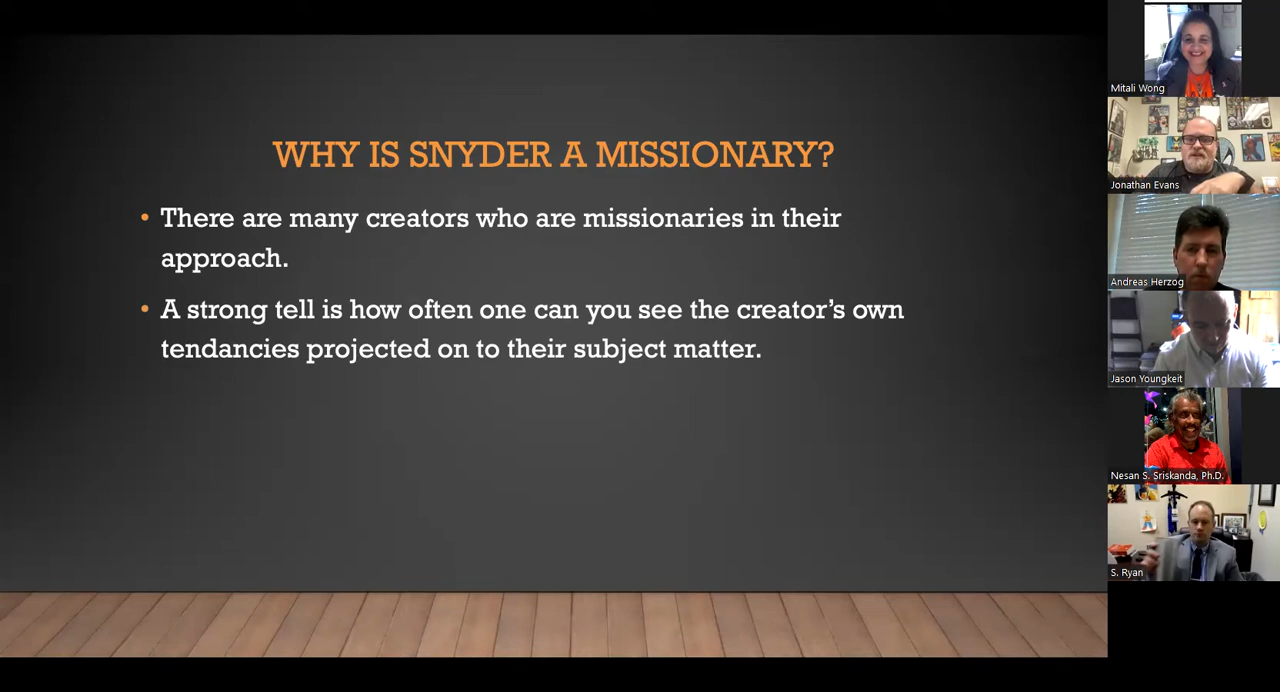 WHY IS SNYDER A MISSIONARY?
• There are many creators who are missionaries in their
approach.
• A strong tell is how often one can you see the creator's own
tendancies projected on to their subject matter.
Mitali Wong
Jonathan Evans
Andreas Herzog
Jason Youngkeit
Nesan S. Sriskanda, Ph.D.
S. Ryan